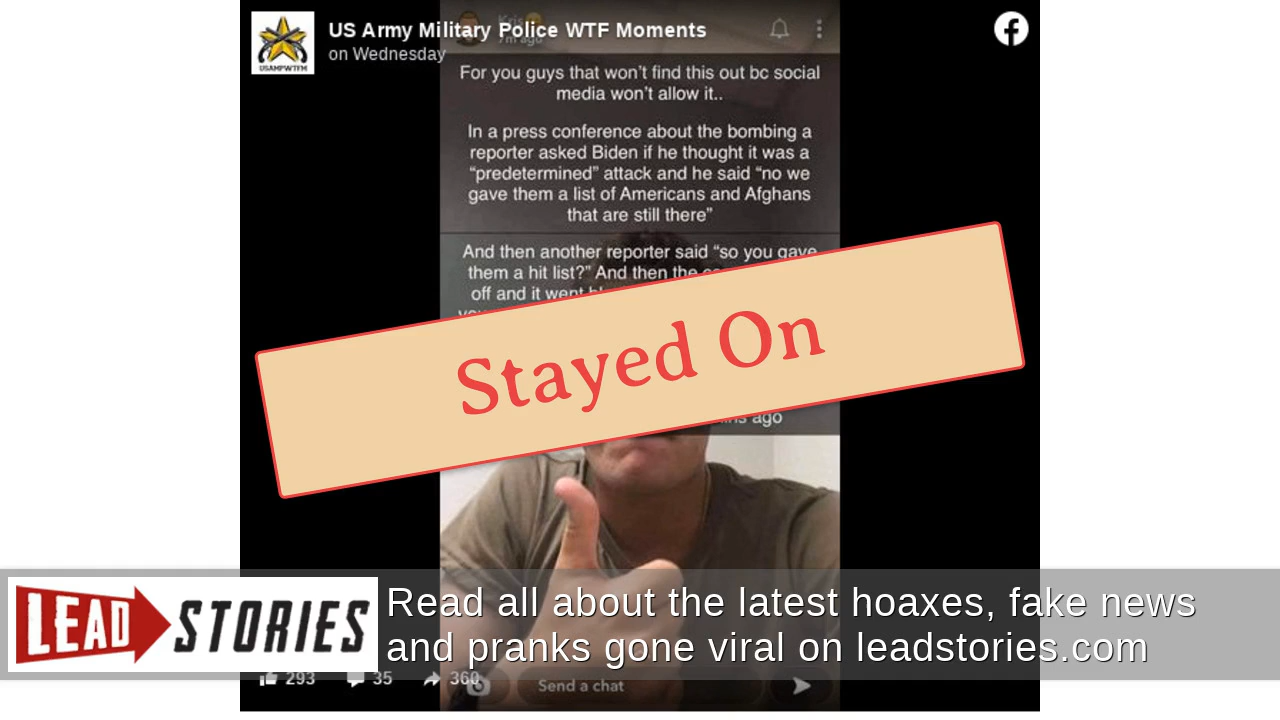 US Army Military Police WTF Moments
on Wednesday
USAMPWTFM
7m ago
For you guys that won't find this out bc social
media won't allow it..
In a press conference about the bombing a
reporter asked Biden if he thought it was a
"predetermined" attack and he said "no we
gave them a list of Americans and Afghans
that are still there"
And then another reporter said "so you gave
them a hit list?" And then the
off and it went
Stayed On
ago
LEAD STORIES
Read all about the latest hoaxes, fake news
and pranks gone viral on leadstories.com
293 35 360
Send a chat